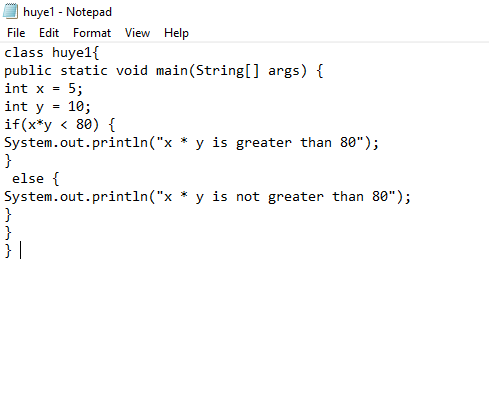 huye1 - Notepad
File Edit Format View Help
class huye1{
public static void main(String[] args) {
int x = 5;
int y = 10;
if(x*y < 80) {
System.out.println("x * y is greater than 80");
}
 else {
System.out.println("x * y is not greater than 80");
}
}
}